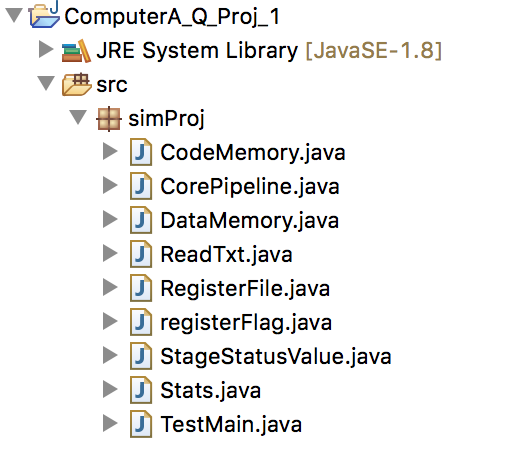 ComputerA_Q_Proj_1
JRE System Library [JavaSE-1.8]
src
simProj
CodeMemory.java
CorePipeline.java
DataMemory.java
ReadTxt.java
RegisterFile.java
registerFlag.java
StageStatusValue.java
Stats.java
TestMain.java